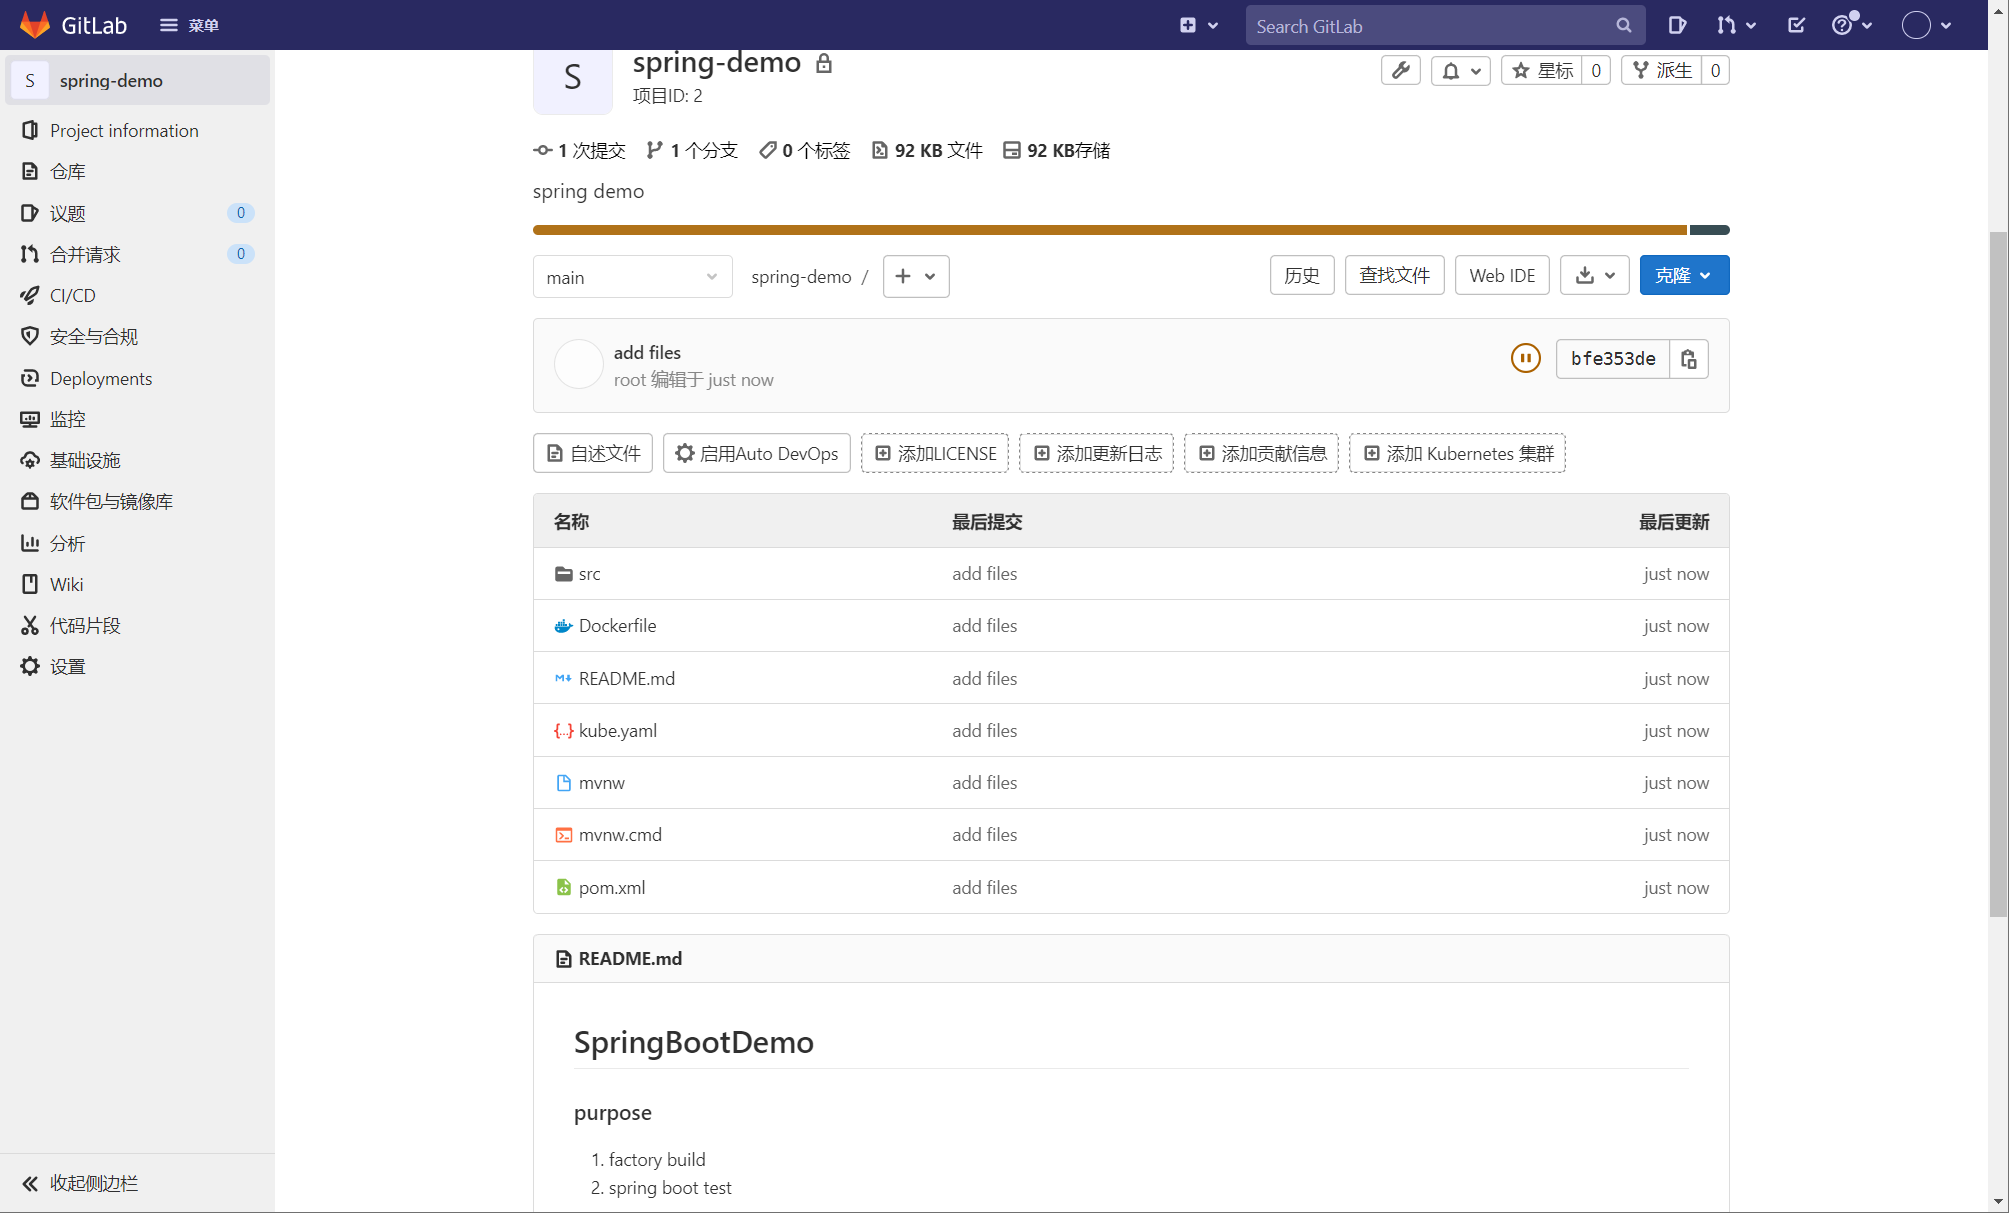 GitLab 菜单 Search GitLab
S spring-demo
Project information
仓库
议题 0
合并请求 0
CI/CD
安全与合规
Deployments
监控
基础设施
软件包与镜像库
分析
Wiki
代码片段
设置
收起侧边栏
S spring-demo
项目ID: 2
星标 0 派生 0
1 次提交 1 个分支 0 个标签 92 KB 文件 92 KB存储
spring demo
main spring-demo / 历史 查找文件 Web IDE 克隆
add files
root 编辑于 just now
bfe353de
自述文件 启用Auto DevOps 添加LICENSE 添加更新日志 添加贡献信息 添加 Kubernetes 集群
名称 最后提交 最后更新
src add files just now
Dockerfile add files just now
README.md add files just now
kube.yaml add files just now
mvnw add files just now
mvnw.cmd add files just now
pom.xml add files just now
README.md
SpringBootDemo
purpose
1. factory build
2. spring boot test